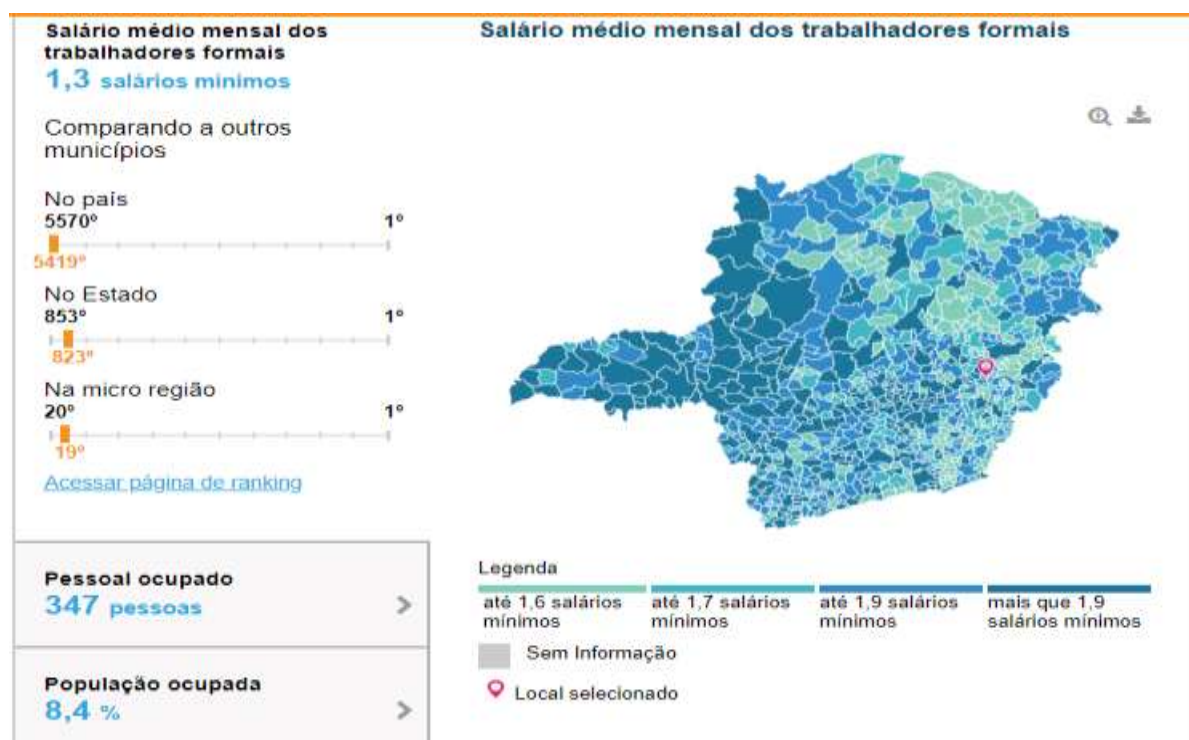 Salário médio mensal dos
trabalhadores formais
1,3 salários mínimos
Comparando a outros
municípios
No país
5570º 1º
5419º
No Estado
853º 1º
823º
Na micro região
20º 1º
19º
Acessar página de ranking
Pessoal ocupado
347 pessoas
População ocupada
8,4 %
Salário médio mensal dos trabalhadores formais
Legenda
até 1,6 salários
mínimos
até 1,7 salários
mínimos
até 1,9 salários
mínimos
mais que 1,9
salários mínimos
Sem Informação
Local selecionado